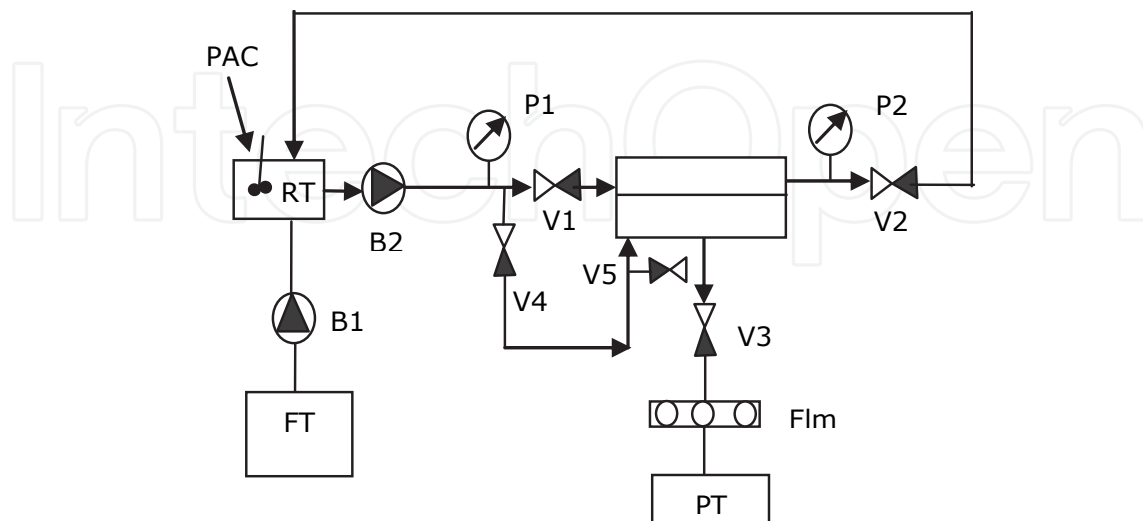 IntechOpen
PAC
P1
P2
RT
V1
V2
B2
V5
V4
V3
B1
FT
Flm
PT